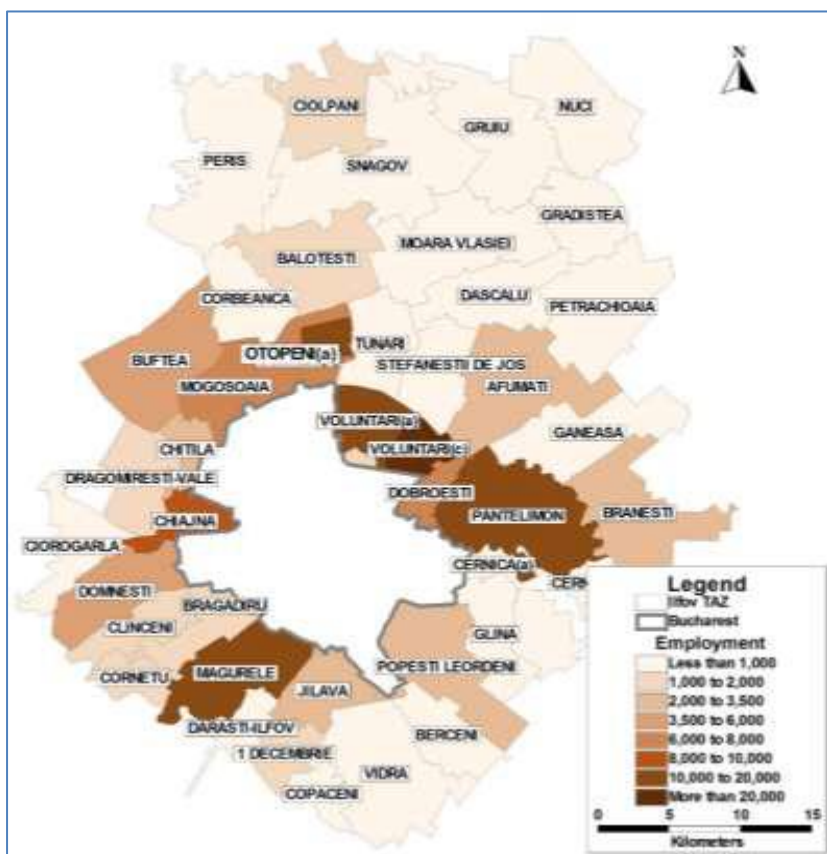 N
CIOLPANI
NUCI
GRUIU
PERIS
SNAGOV
GRADISTEA
MOARA VLASIEI
BALOTESTI
DASCALU
CORBEANCA
PETRACHIOAIA
OTOPENI(a)
TUNARI
BUFTEA
STEFANESTII DE JOS
MOGOSOAIA
AFUMATI
VOLUNTARI(a)
GANEASA
CHITILA
VOLUNTARI(c)
DRAGOMIRESTI-VALE
DOBROESTI
PANTELIMON
BRANESTI
CHIAJNA
CIOROGARLA
CERNICA(a)
CERN
DOMNESTI
BRAGADIRU
CLINCENI
GLINA
CORNETU
MAGURELE
POPESTI LEORDENI
JILAVA
DARASTI-ILFOV
BERCENI
1 DECEMBRIE
VIDRA
COPACENI
Legend
Ilfov TAZ
Bucharest
Employment
Less than 1,000
1,000 to 2,000
2,000 to 3,500
3,500 to 6,000
6,000 to 8,000
8,000 to 10,000
10,000 to 20,000
More than 20,000
0 5 10 15
Kilometers